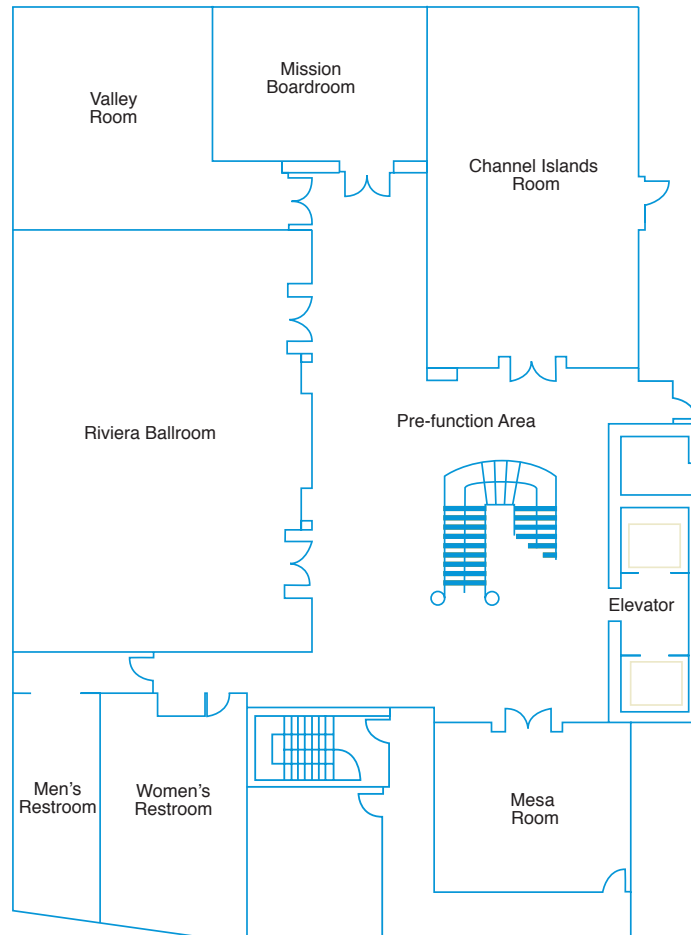 Valley
Room
Mission
Boardroom
Channel Islands
Room
Riviera Ballroom
Pre-function Area
Elevator
Men's
Restroom
Women's
Restroom
Mesa
Room